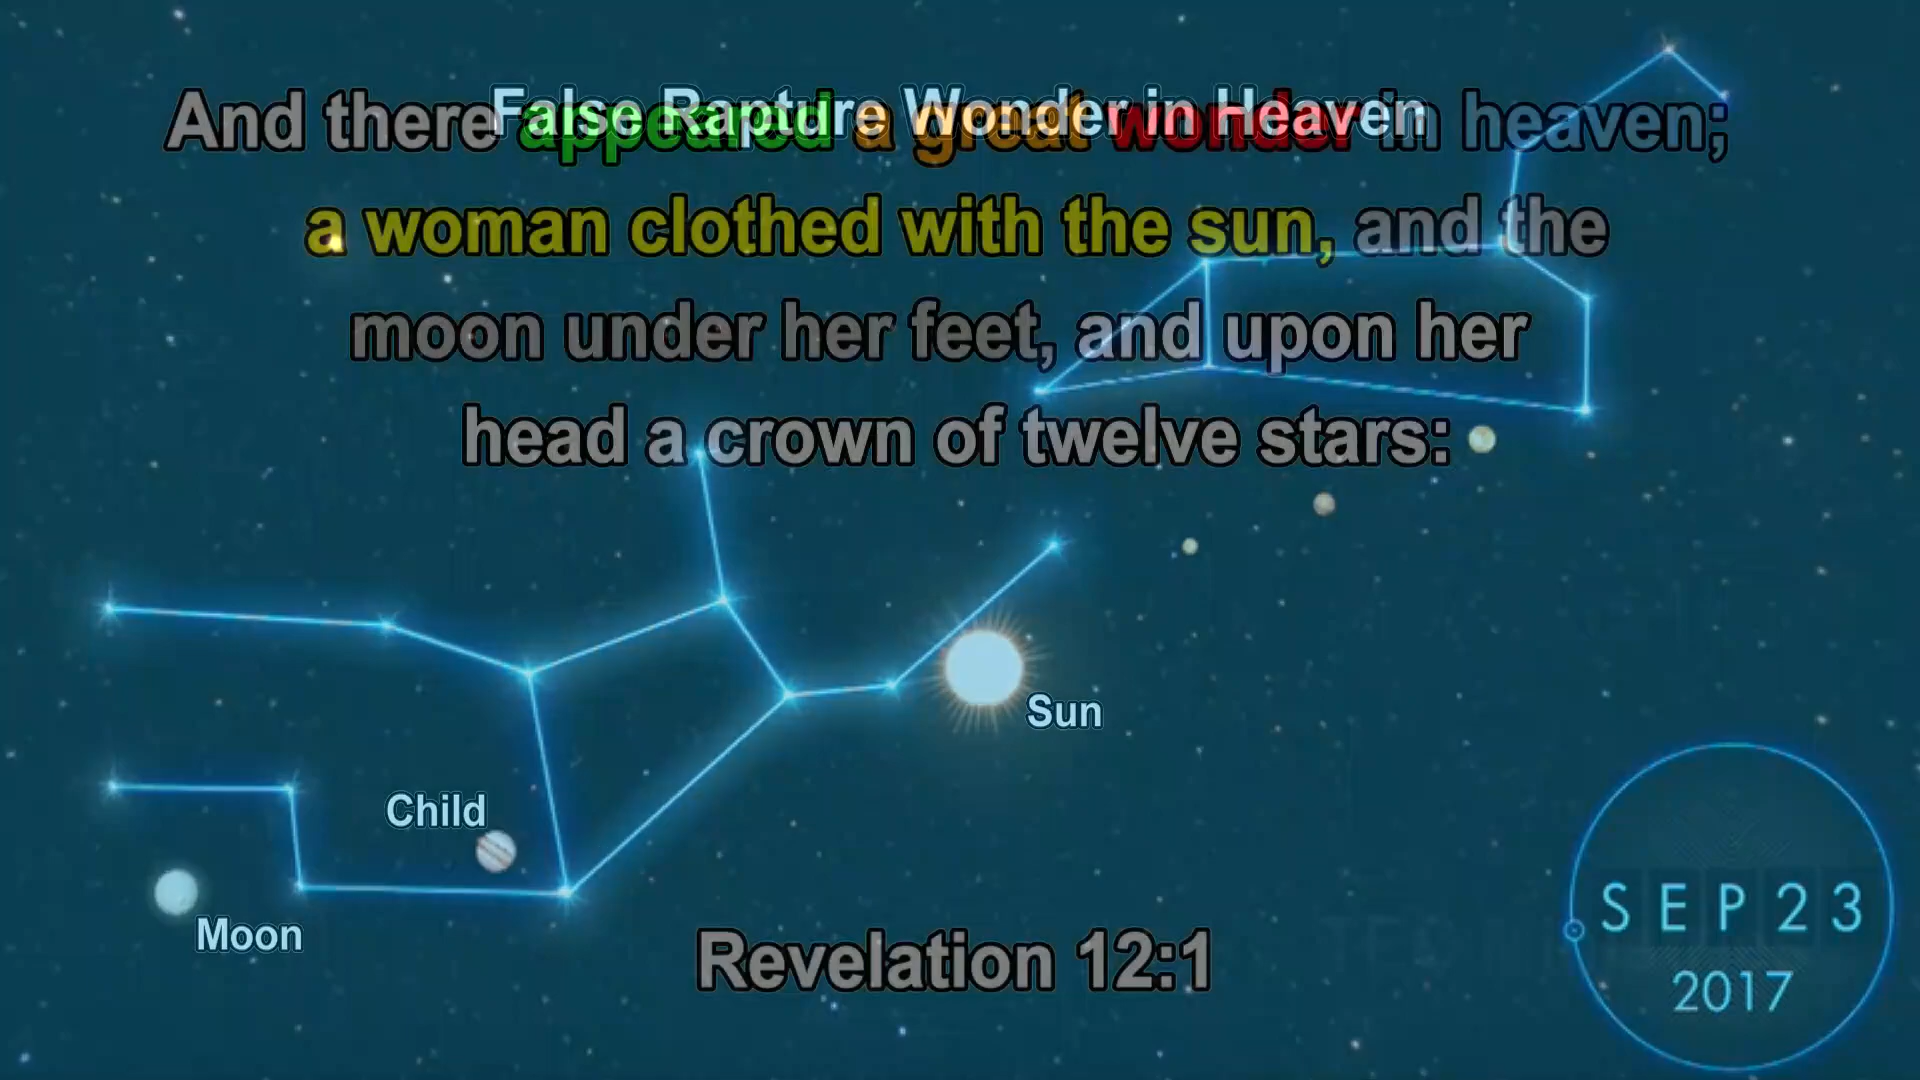 False Rapture Wonder in Heaven
And there appeared a great wonder in heaven;
a woman clothed with the sun, and the
moon under her feet, and upon her
head a crown of twelve stars:
Sun
Child
Moon
Revelation 12:1
SEP 23
2017